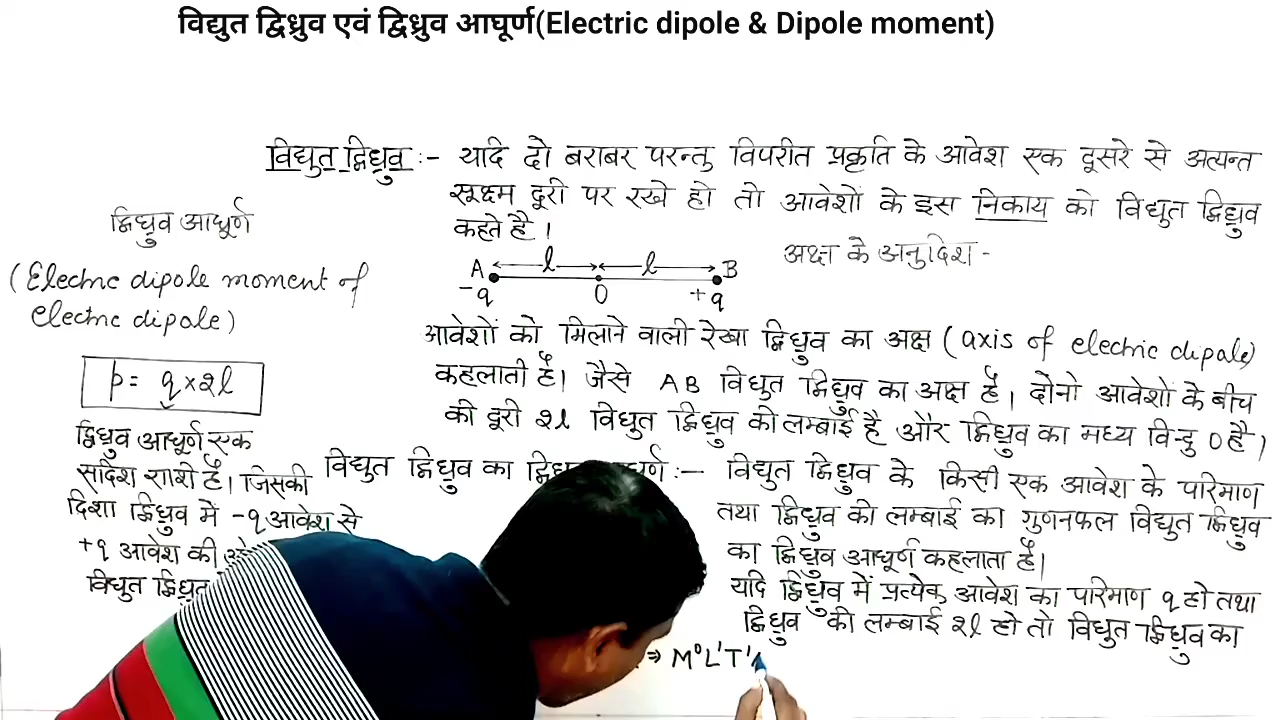 विद्युत द्विध्रुव एवं द्विध्रुव आघूर्ण(Electric dipole & Dipole moment)
विद्युत द्विध्रुव :- यदि दो बराबर परन्तु विपरीत प्रकृति के आवेश एक दूसरे से अत्यन्त
सूक्ष्म दूरी पर रखे हो तो आवेशों के इस निकाय को विद्युत द्विध्रुव
कहते है।
अक्ष के अनुदिश -
A l l B
-q O +q
आवेशों को मिलाने वाली रेखा द्विध्रुव का अक्ष (axis of electric dipole)
कहलाती है। जैसे AB विद्युत द्विध्रुव का अक्ष है। दोनो आवेशों के बीच
की दूरी 2l विद्युत द्विध्रुव की लम्बाई है और द्विध्रुव का मध्य विन्दु O है।
विद्युत द्विध्रुव का :- विद्युत द्विध्रुव के किसी एक आवेश के परिमाण
तथा द्विध्रुव की लम्बाई का गुणनफल विद्युत द्विध्रुव
का द्विध्रुव आघूर्ण कहलाता है।
यदि द्विध्रुव में प्रत्येक आवेश का परिमाण q हो तथा
द्विध्रुव की लम्बाई 2l हो तो विद्युत द्विध्रुव का
द्विध्रुव आघूर्ण
(Electric dipole moment of
electric dipole)
p = q×2l
द्विध्रुव आघूर्ण एक
सदिश राशी है। जिसकी
दिशा द्विध्रुव में -q आवेश से
+q आवेश की
विद्युत
⇒ M⁰L¹T¹